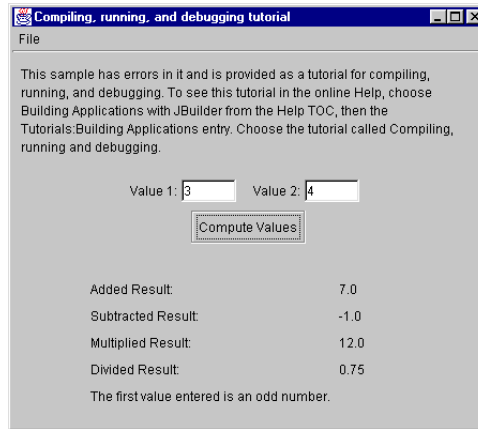 Compiling, running, and debugging tutorial
File
This sample has errors in it and is provided as a tutorial for compiling,
running, and debugging. To see this tutorial in the online Help, choose
Building Applications with JBuilder from the Help TOC, then the
Tutorials:Building Applications entry. Choose the tutorial called Compiling,
running and debugging.
Value 1: 3 Value 2: 4
Compute Values
Added Result: 7.0
Subtracted Result: -1.0
Multiplied Result: 12.0
Divided Result: 0.75
The first value entered is an odd number.